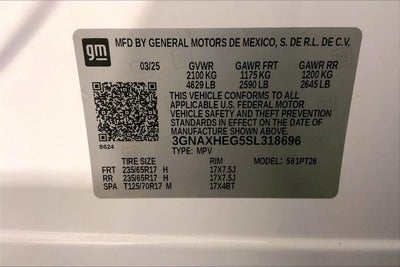 gm
MFD BY GENERAL MOTORS DE MEXICO, S. DE R.L. DE C.V.
03/25 GVWR GAWR FRT GAWR RR
2100 KG 1175 KG 1200 KG
4629 LB 2590 LB 2645 LB
THIS VEHICLE CONFORMS TO ALL
APPLICABLE U.S. FEDERAL MOTOR
VEHICLE SAFETY AND THEFT PREVENTION
STANDARDS IN EFFECT ON THE DATE OF
MANUFACTURE SHOWN ABOVE.
3GNAXHEG5SL318696
8624 TYPE: MPV MODEL: 561PT26
TIRE SIZE RIM
FRT 235/65R17 H 17X7.5J
RR 235/65R17 H 17X7.5J
SPA T125/70R17 M 17X4BT